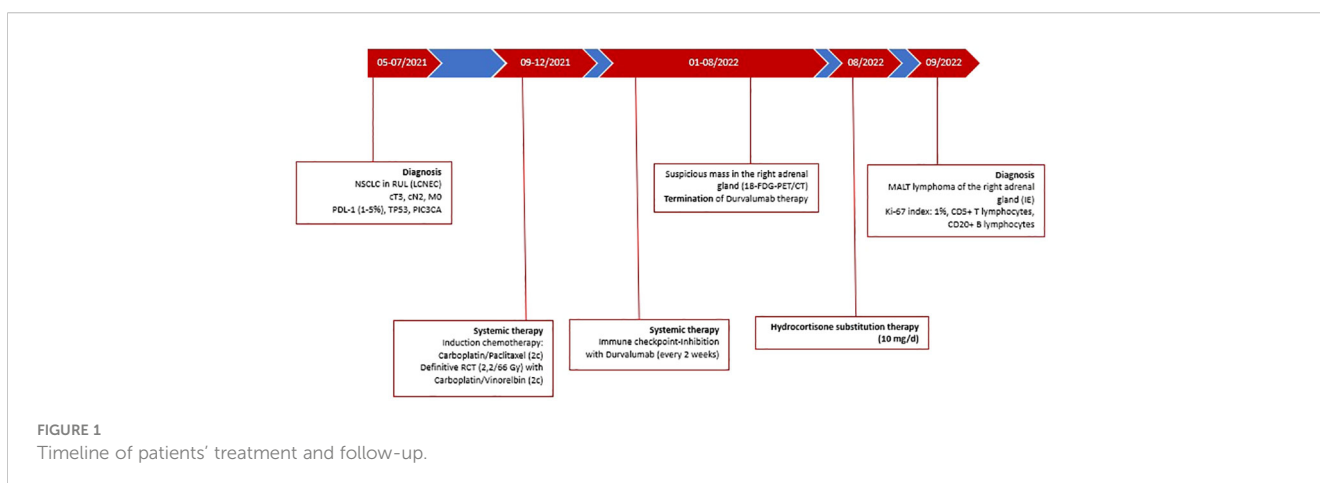 05-07/2021
09-12/2021
01-08/2022
08/2022
09/2022
Diagnosis
NSCLC in RUL (LCNEC)
cT3, cN2, M0
PDL-1 (1-5%), TP53, PIC3CA
Suspicious mass in the right adrenal
gland (18-FDG-PET/CT)
Termination of Durvalumab therapy
Diagnosis
MALT lymphoma of the right adrenal
gland (IE)
Ki-67 index: 1%, CD5+ T lymphocytes,
CD20+ B lymphocytes
Systemic therapy
Induction chemotherapy:
Carboplatin/Paclitaxel (2c)
Definitive RCT (2,2/66 Gy) with
Carboplatin/Vinorelbin (2c)
Systemic therapy
Immune checkpoint-Inhibition
with Durvalumab (every 2 weeks)
Hydrocortisone substitution therapy
(10 mg/d)
FIGURE 1
Timeline of patients' treatment and follow-up.